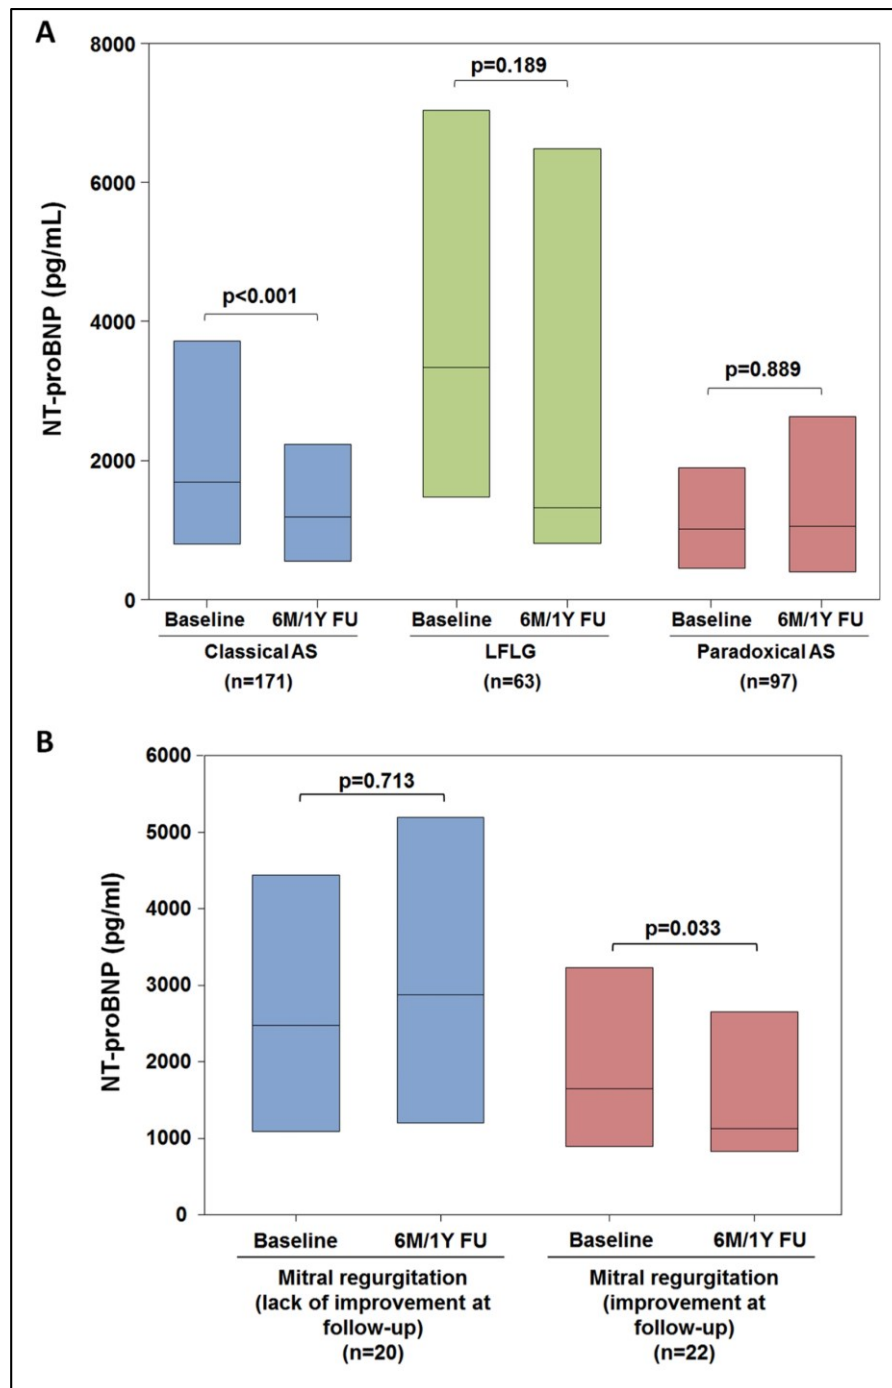 A
8000
6000
4000
2000
0
NT-proBNP (pg/mL)
p<0.001
p=0.189
p=0.889
Baseline 6M/1Y FU Baseline 6M/1Y FU Baseline 6M/1Y FU
Classical AS LFLG Paradoxical AS
(n=171) (n=63) (n=97)
B
6000
5000
4000
3000
2000
1000
0
NT-proBNP (pg/ml)
p=0.713
p=0.033
Baseline 6M/1Y FU Baseline 6M/1Y FU
Mitral regurgitation
(lack of improvement at
follow-up)
(n=20)
Mitral regurgitation
(improvement at
follow-up)
(n=22)